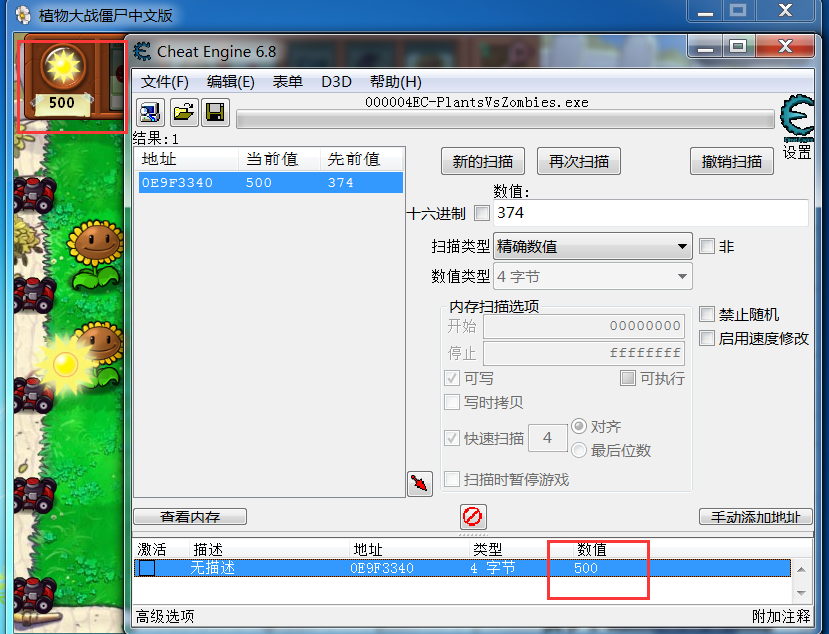 植物大战僵尸中文版
500
Cheat Engine 6.8
文件(F) 编辑(E) 表单 D3D 帮助(H)
000004EC-PlantsVsZombies.exe
设置
结果:1
地址 当前值 先前值
0E9F3340 500 374
新的扫描 再次扫描 撤销扫描
数值:
十六进制 374
扫描类型 精确数值 非
数值类型 4 字节
内存扫描选项
开始 00000000
停止 ffffffff
可写 可执行
写时拷贝
快速扫描 4 对齐
最后位数
扫描时暂停游戏
禁止随机
启用速度修改
查看内存 手动添加地址
激活 描述 地址 类型 数值
无描述 0E9F3340 4 字节 500
高级选项 附加注释